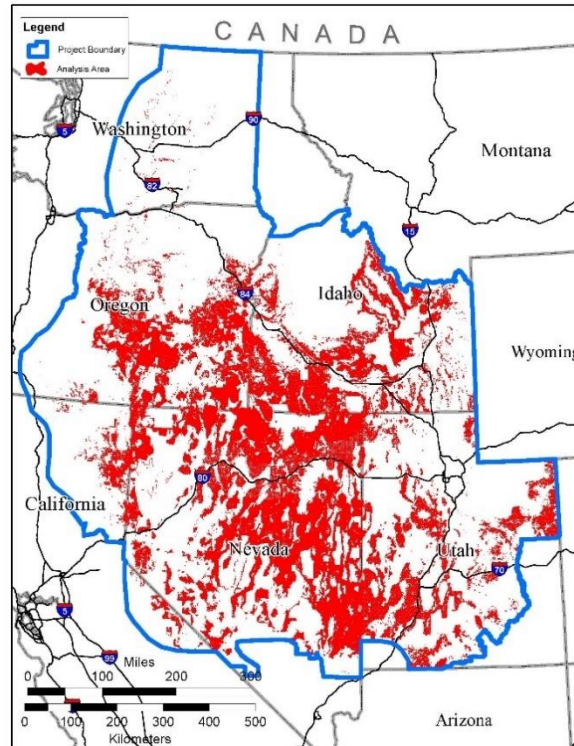 CANADA
Legend
Project Boundary
Analysis Area
90
5
Washington
Montana
82
15
84
Idaho
Oregon
Wyoming
80
California
Nevada
Utah
70
5
99
Miles
0 100 200 300
0 100 200 300 400 500
Kilometers
Arizona